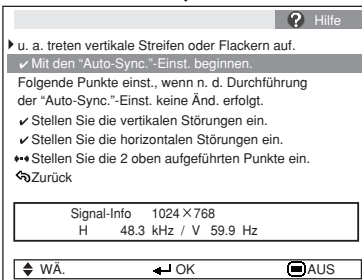 ? Hilfe
u. a. treten vertikale Streifen oder Flackern auf.
✔ Mit den “Auto-Sync.”-Einst. beginnen.
Folgende Punkte einst., wenn n. d. Durchführung
der “Auto-Sync.”-Einst. keine Änd. erfolgt.
✔ Stellen Sie die vertikalen Störungen ein.
✔ Stellen Sie die horizontalen Störungen ein.
Stellen Sie die 2 oben aufgeführten Punkte ein.
Zurück
Signal-Info 1024×768
H 48.3 kHz / V 59.9 Hz
WÄ. OK AUS